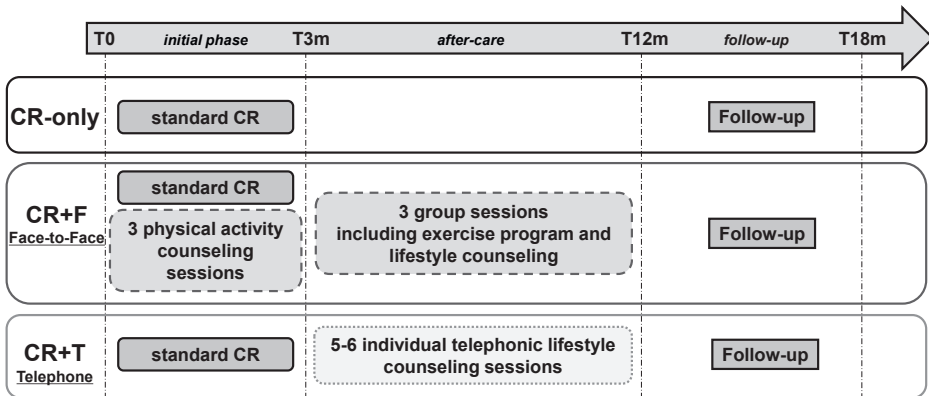 T0 initial phase T3m after-care T12m follow-up T18m
CR-only
standard CR
Follow-up
CR+F
Face-to-Face
standard CR
3 physical activity
counseling
sessions
3 group sessions
including exercise program and
lifestyle counseling
Follow-up
CR+T
Telephone
standard CR
5-6 individual telephonic lifestyle
counseling sessions
Follow-up